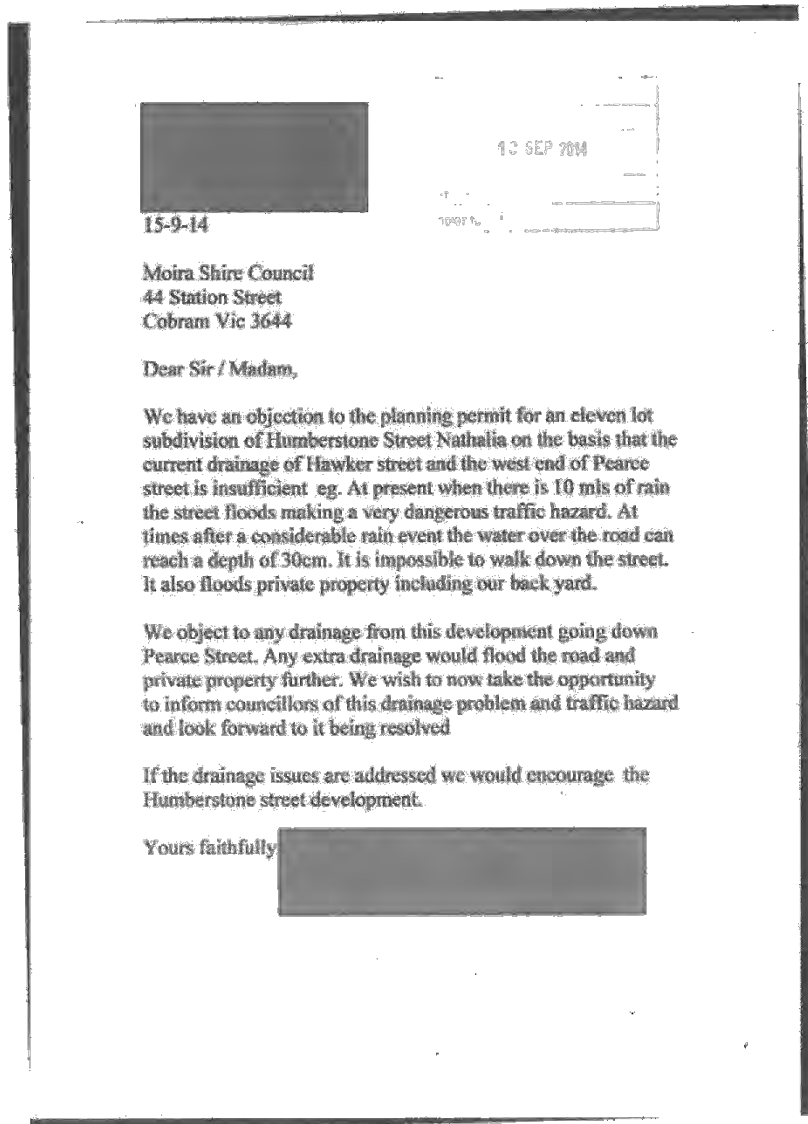 SEP 2014
15-9-14
Moira Shire Council
44 Station Street
Cobram Vic 3644
Dear Sir / Madam,
We have an objection to the planning permit for an eleven lot
subdivision of Humberstone Street Nathalia on the basis that the
current drainage of Hawker street and the west end of Pearce
street is insufficient eg. At present when there is 10 mls of rain
the street floods making a very dangerous traffic hazard. At
times after a considerable rain event the water over the road can
reach a depth of 30cm. It is impossible to walk down the street.
It also floods private property including our back yard.
We object to any drainage from this development going down
Pearce Street. Any extra drainage would flood the road and
private property further. We wish to now take the opportunity
to inform councillors of this drainage problem and traffic hazard
and look forward to it being resolved
If the drainage issues are addressed we would encourage the
Humberstone street development.
Yours faithfully